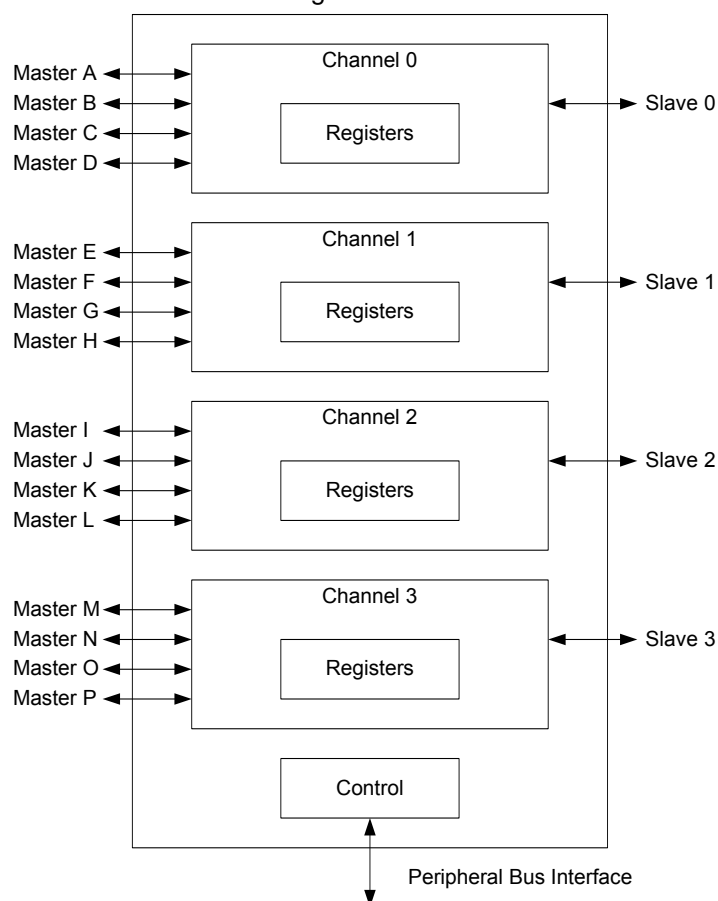 Channel 0
Master A
Master B
Master C
Master D
Registers
Slave 0
Channel 1
Master E
Master F
Master G
Master H
Registers
Slave 1
Channel 2
Master I
Master J
Master K
Master L
Registers
Slave 2
Channel 3
Master M
Master N
Master O
Master P
Registers
Slave 3
Control
Peripheral Bus Interface